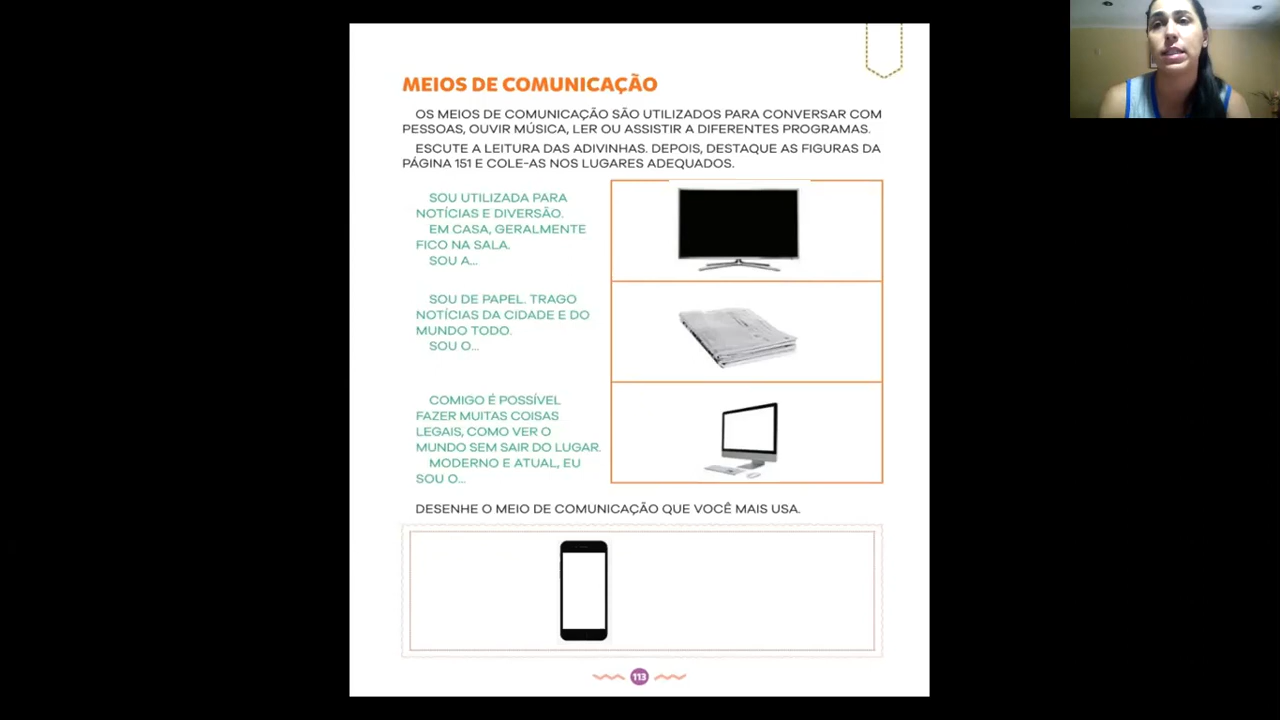 MEIOS DE COMUNICAÇÃO
OS MEIOS DE COMUNICAÇÃO SÃO UTILIZADOS PARA CONVERSAR COM
PESSOAS, OUVIR MÚSICA, LER OU ASSISTIR A DIFERENTES PROGRAMAS.
ESCUTE A LEITURA DAS ADIVINHAS. DEPOIS, DESTAQUE AS FIGURAS DA
PÁGINA 151 E COLE-AS NOS LUGARES ADEQUADOS.
SOU UTILIZADA PARA
NOTÍCIAS E DIVERSÃO.
EM CASA, GERALMENTE
FICO NA SALA.
SOU A...
SOU DE PAPEL. TRAGO
NOTÍCIAS DA CIDADE E DO
MUNDO TODO.
SOU O...
COMIGO É POSSÍVEL
FAZER MUITAS COISAS
LEGAIS, COMO VER O
MUNDO SEM SAIR DO LUGAR.
MODERNO E ATUAL, EU
SOU O...
DESENHE O MEIO DE COMUNICAÇÃO QUE VOCÊ MAIS USA.
113